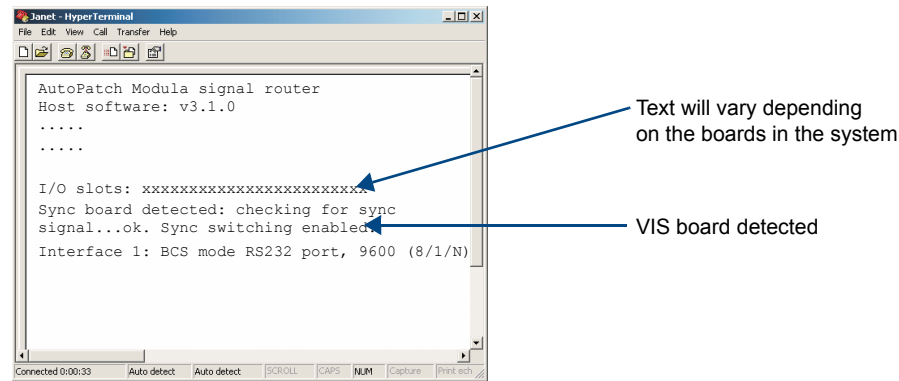 Janet - HyperTerminal
File Edit View Call Transfer Help
AutoPatch Modula signal router
Host software: v3.1.0
.....
.....
I/O slots: xxxxxxxxxxxxxxxxxxxxxxxx
Sync board detected: checking for sync
signal...ok. Sync switching enabled.
Interface 1: BCS mode RS232 port, 9600 (8/1/N)
Connected 0:00:33 Auto detect Auto detect SCROLL CAPS NUM Capture Print ech
Text will vary depending
on the boards in the system
VIS board detected